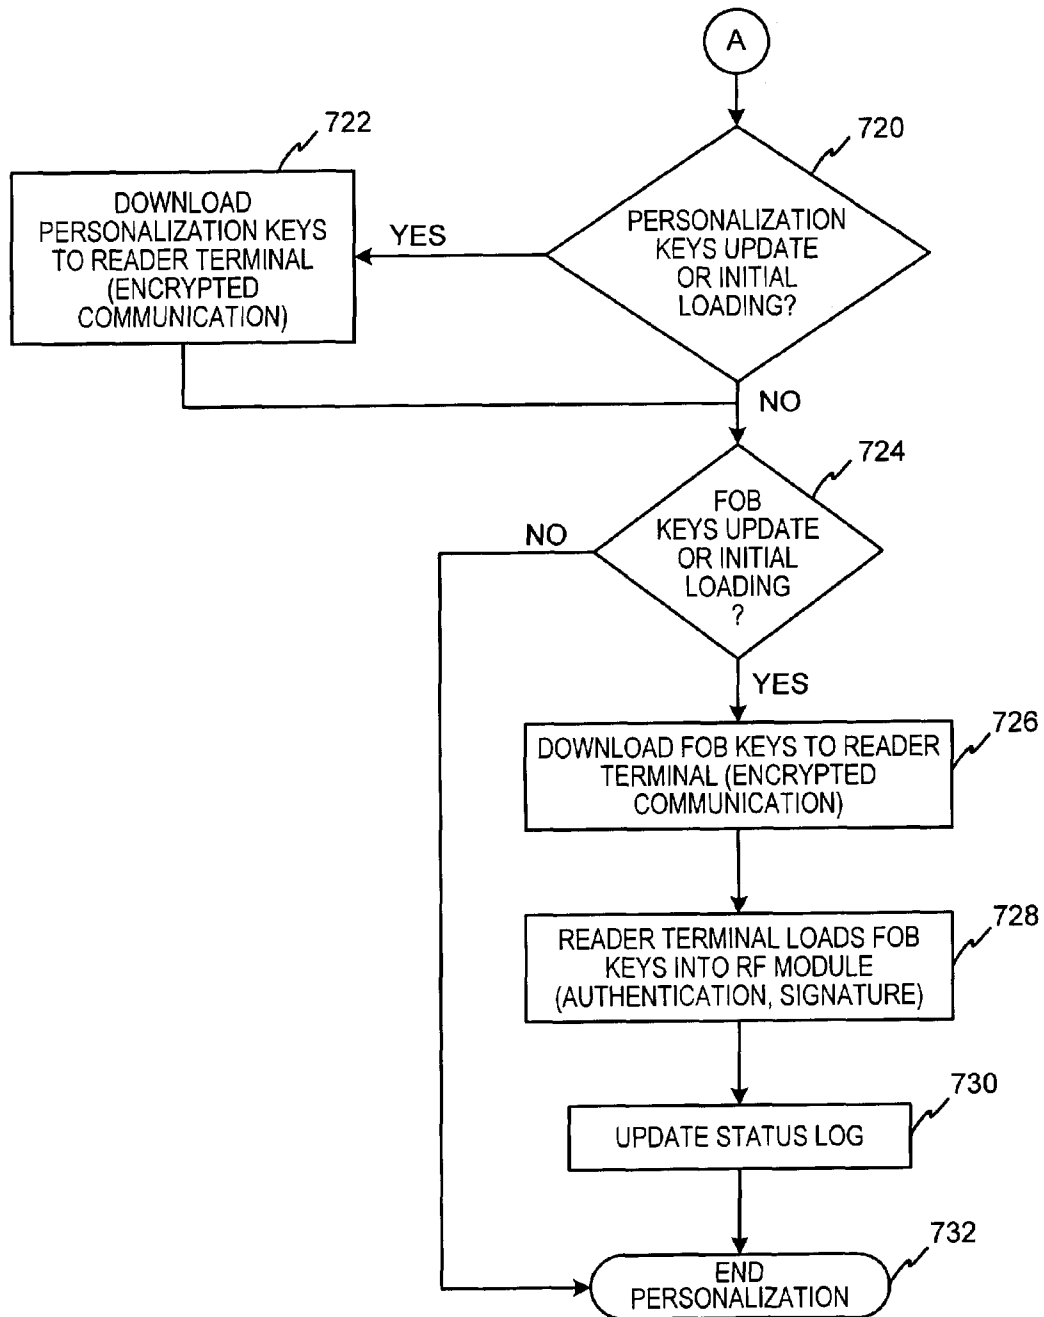 A
722
720
DOWNLOAD
PERSONALIZATION KEYS
TO READER TERMINAL
(ENCRYPTED
COMMUNICATION)
YES
PERSONALIZATION
KEYS UPDATE
OR INITIAL
LOADING?
NO
724
FOB
KEYS UPDATE
OR INITIAL
LOADING
?
NO
YES
726
DOWNLOAD FOB KEYS TO READER
TERMINAL (ENCRYPTED
COMMUNICATION)
728
READER TERMINAL LOADS FOB
KEYS INTO RF MODULE
(AUTHENTICATION, SIGNATURE)
730
UPDATE STATUS LOG
732
END
PERSONALIZATION